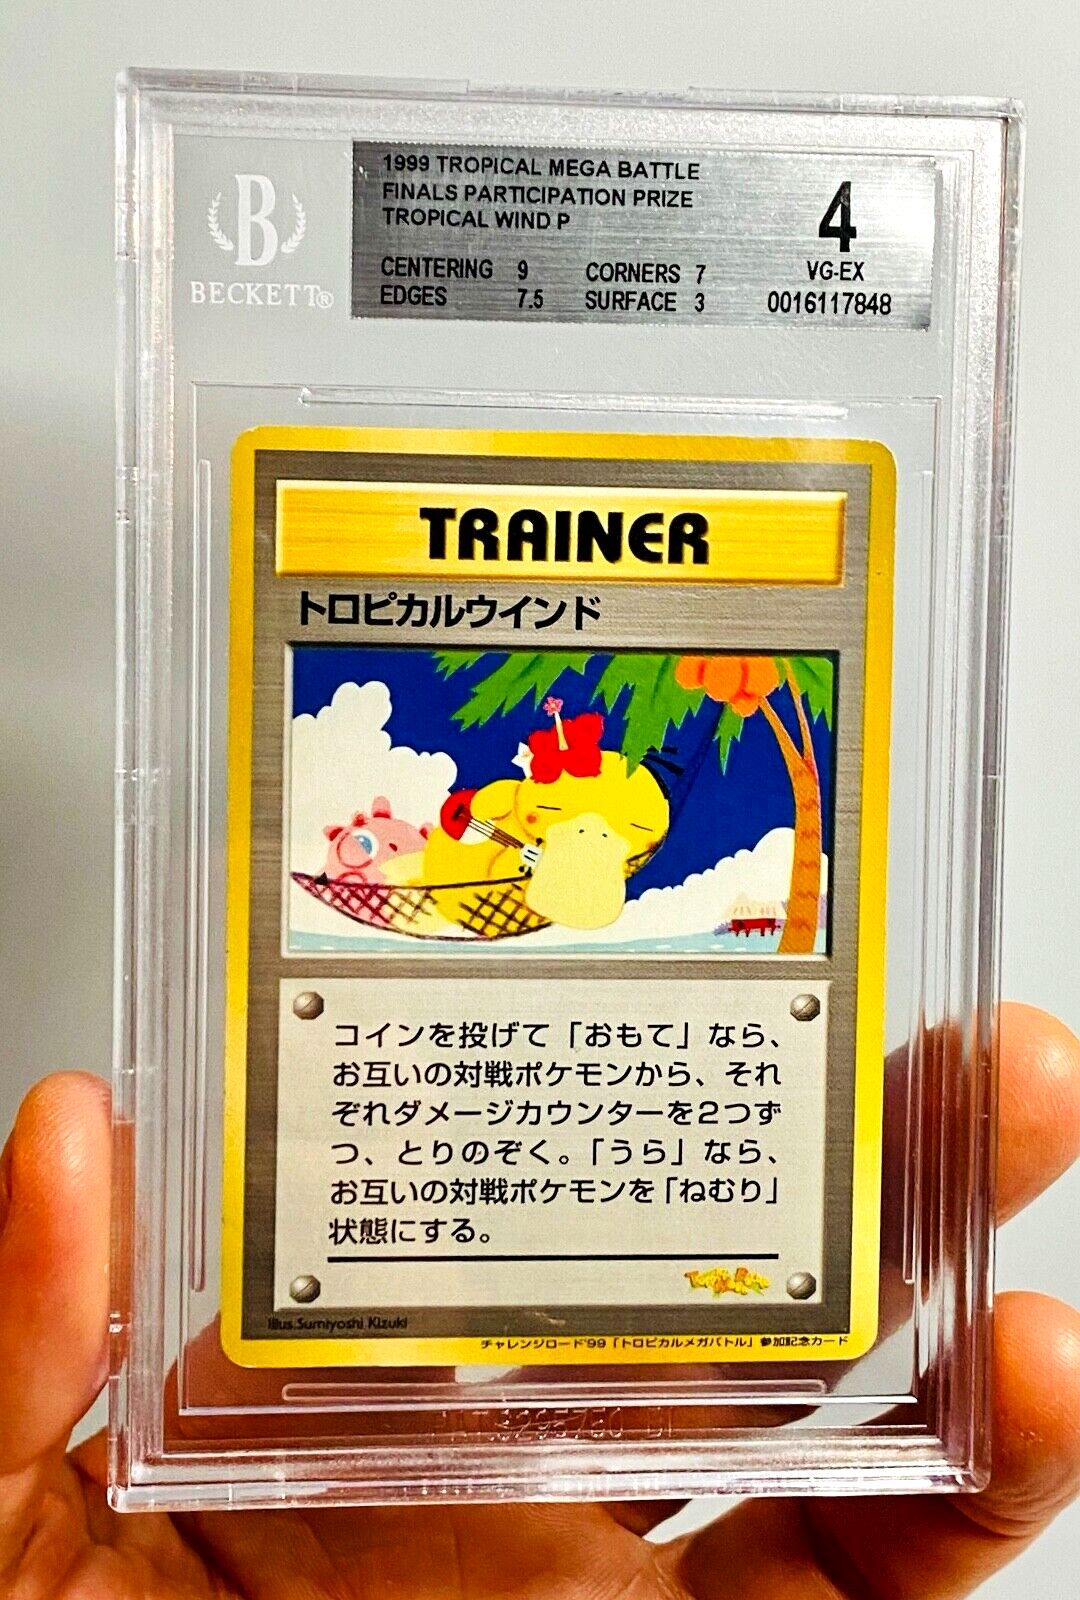 B
BECKETT®
1999 TROPICAL MEGA BATTLE
FINALS PARTICIPATION PRIZE
TROPICAL WIND P
CENTERING 9 CORNERS 7
EDGES 7.5 SURFACE 3
4
VG-EX
0016117848
TRAINER
トロピカルウインド
コインを投げて「おもて」なら、
お互いの対戦ポケモンから、それ
ぞれダメージカウンターを2つず
つ、とりのぞく。「うら」なら、
お互いの対戦ポケモンを「ねむり」
状態にする。
Illus.Sumiyoshi Kizuki
チャレンジロード'99「トロピカルメガバトル」参加記念カード